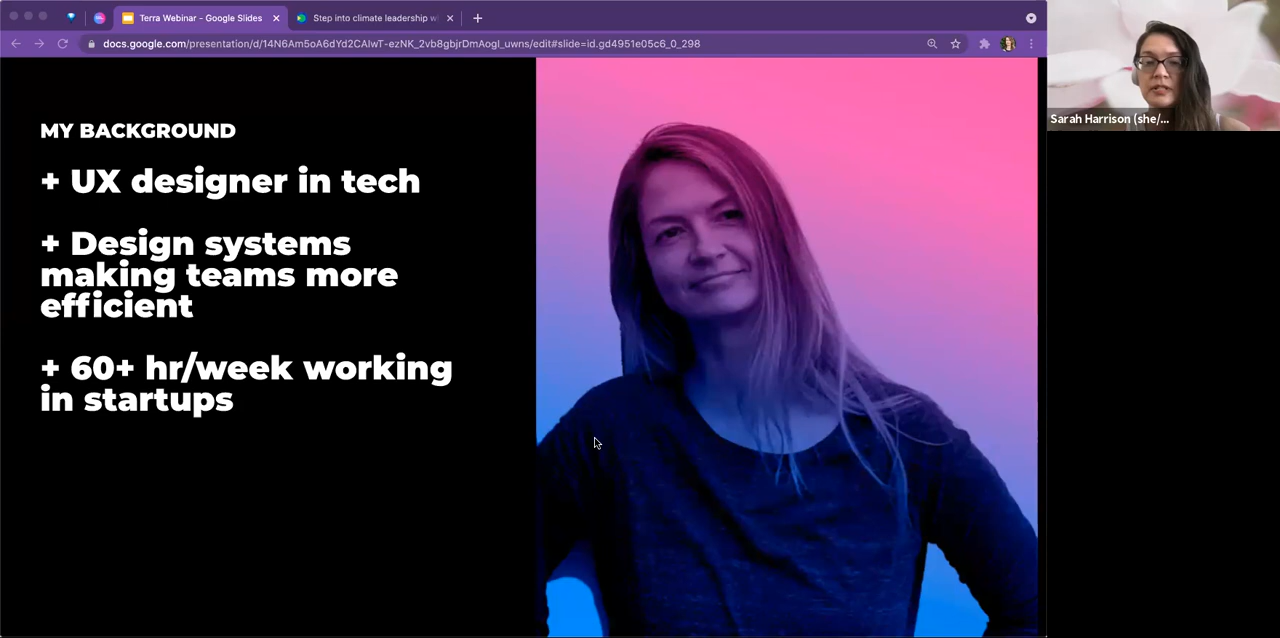 Terra Webinar - Google Slides
Step into climate leadership w
docs.google.com/presentation/d/14N6Am5oA6dYd2CAlwT-ezNK_2vb8gbjrDmAogI_uwns/edit#slide=id.gd4951e05c6_0_298
MY BACKGROUND
+ UX designer in tech
+ Design systems
making teams more
efficient
+ 60+ hr/week working
in startups
Sarah Harrison (she/...